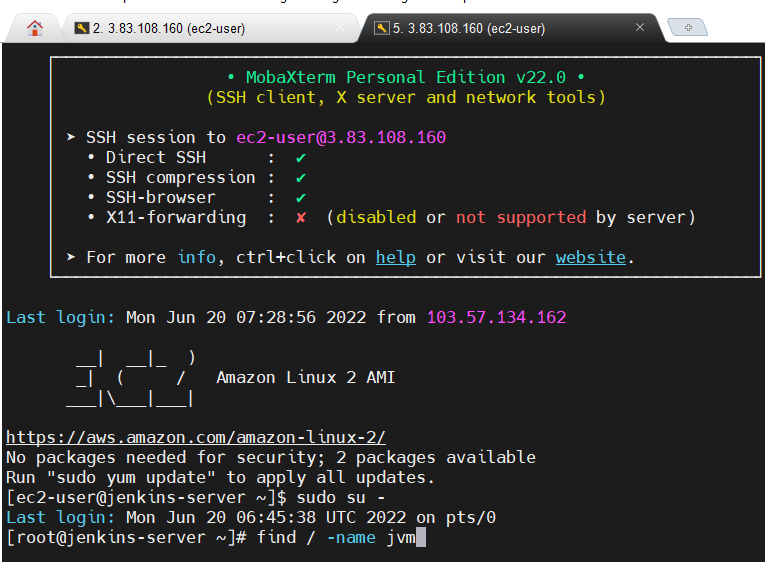 2. 3.83.108.160 (ec2-user)
5. 3.83.108.160 (ec2-user)
• MobaXterm Personal Edition v22.0 •
(SSH client, X server and network tools)
➤ SSH session to ec2-user@3.83.108.160
• Direct SSH : ✔
• SSH compression : ✔
• SSH-browser : ✔
• X11-forwarding : ✘ (disabled or not supported by server)
➤ For more info, ctrl+click on help or visit our website.
Last login: Mon Jun 20 07:28:56 2022 from 103.57.134.162
__| __|_ )
_| ( / Amazon Linux 2 AMI
___|\___|___|
https://aws.amazon.com/amazon-linux-2/
No packages needed for security; 2 packages available
Run "sudo yum update" to apply all updates.
[ec2-user@jenkins-server ~]$ sudo su -
Last login: Mon Jun 20 06:45:38 UTC 2022 on pts/0
[root@jenkins-server ~]# find / -name jvm